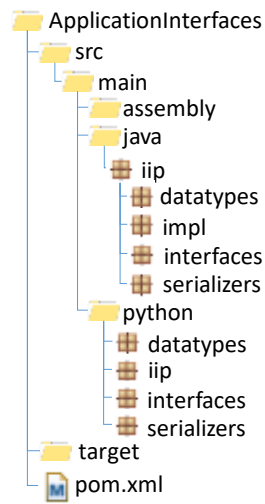 ApplicationInterfaces
src
main
assembly
java
iip
datatypes
impl
interfaces
serializers
python
datatypes
iip
interfaces
serializers
target
M
pom.xml